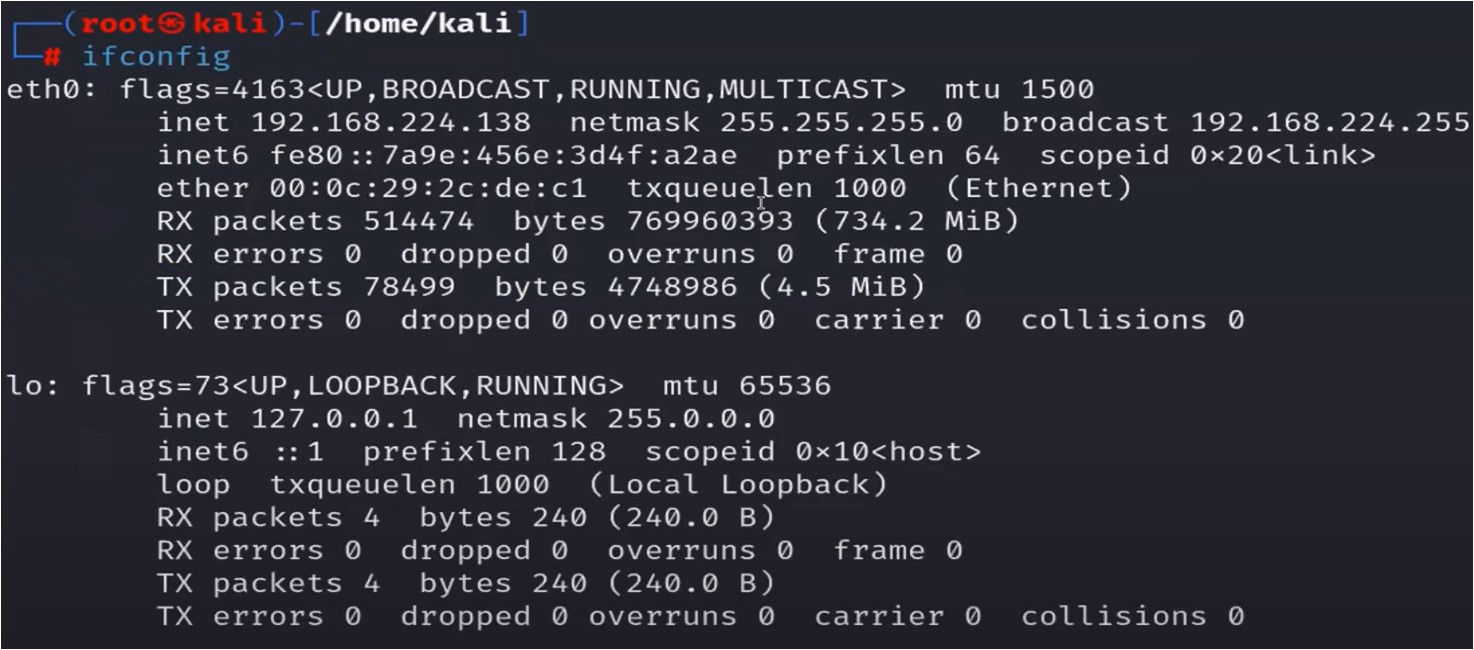 ┌──(root㉿kali)-[/home/kali]
└─# ifconfig
eth0: flags=4163<UP,BROADCAST,RUNNING,MULTICAST>  mtu 1500
        inet 192.168.224.138  netmask 255.255.255.0  broadcast 192.168.224.255
        inet6 fe80::7a9e:456e:3d4f:a2ae  prefixlen 64  scopeid 0×20<link>
        ether 00:0c:29:2c:de:c1  txqueuelen 1000  (Ethernet)
        RX packets 514474  bytes 769960393 (734.2 MiB)
        RX errors 0  dropped 0  overruns 0  frame 0
        TX packets 78499  bytes 4748986 (4.5 MiB)
        TX errors 0  dropped 0 overruns 0  carrier 0  collisions 0

lo: flags=73<UP,LOOPBACK,RUNNING>  mtu 65536
        inet 127.0.0.1  netmask 255.0.0.0
        inet6 ::1  prefixlen 128  scopeid 0×10<host>
        loop  txqueuelen 1000  (Local Loopback)
        RX packets 4  bytes 240 (240.0 B)
        RX errors 0  dropped 0  overruns 0  frame 0
        TX packets 4  bytes 240 (240.0 B)
        TX errors 0  dropped 0 overruns 0  carrier 0  collisions 0